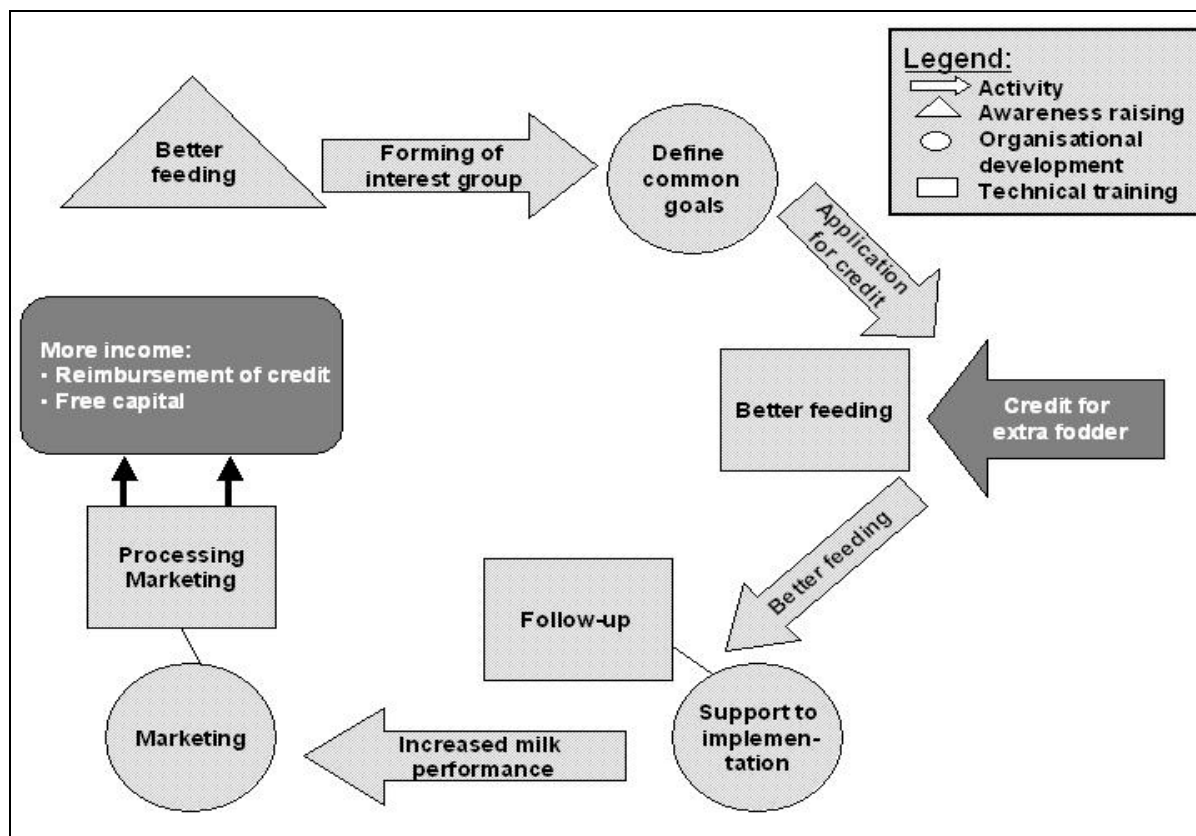 Legend:
Activity
Awareness raising
Organisational
development
Technical training
Better
feeding
Forming of
interest group
Define
common
goals
Application
for credit
More income:
• Reimbursement of credit
• Free capital
Better feeding
Credit for
extra fodder
Better feeding
Processing
Marketing
Follow-up
Marketing
Increased milk
performance
Support to
implemen-
tation